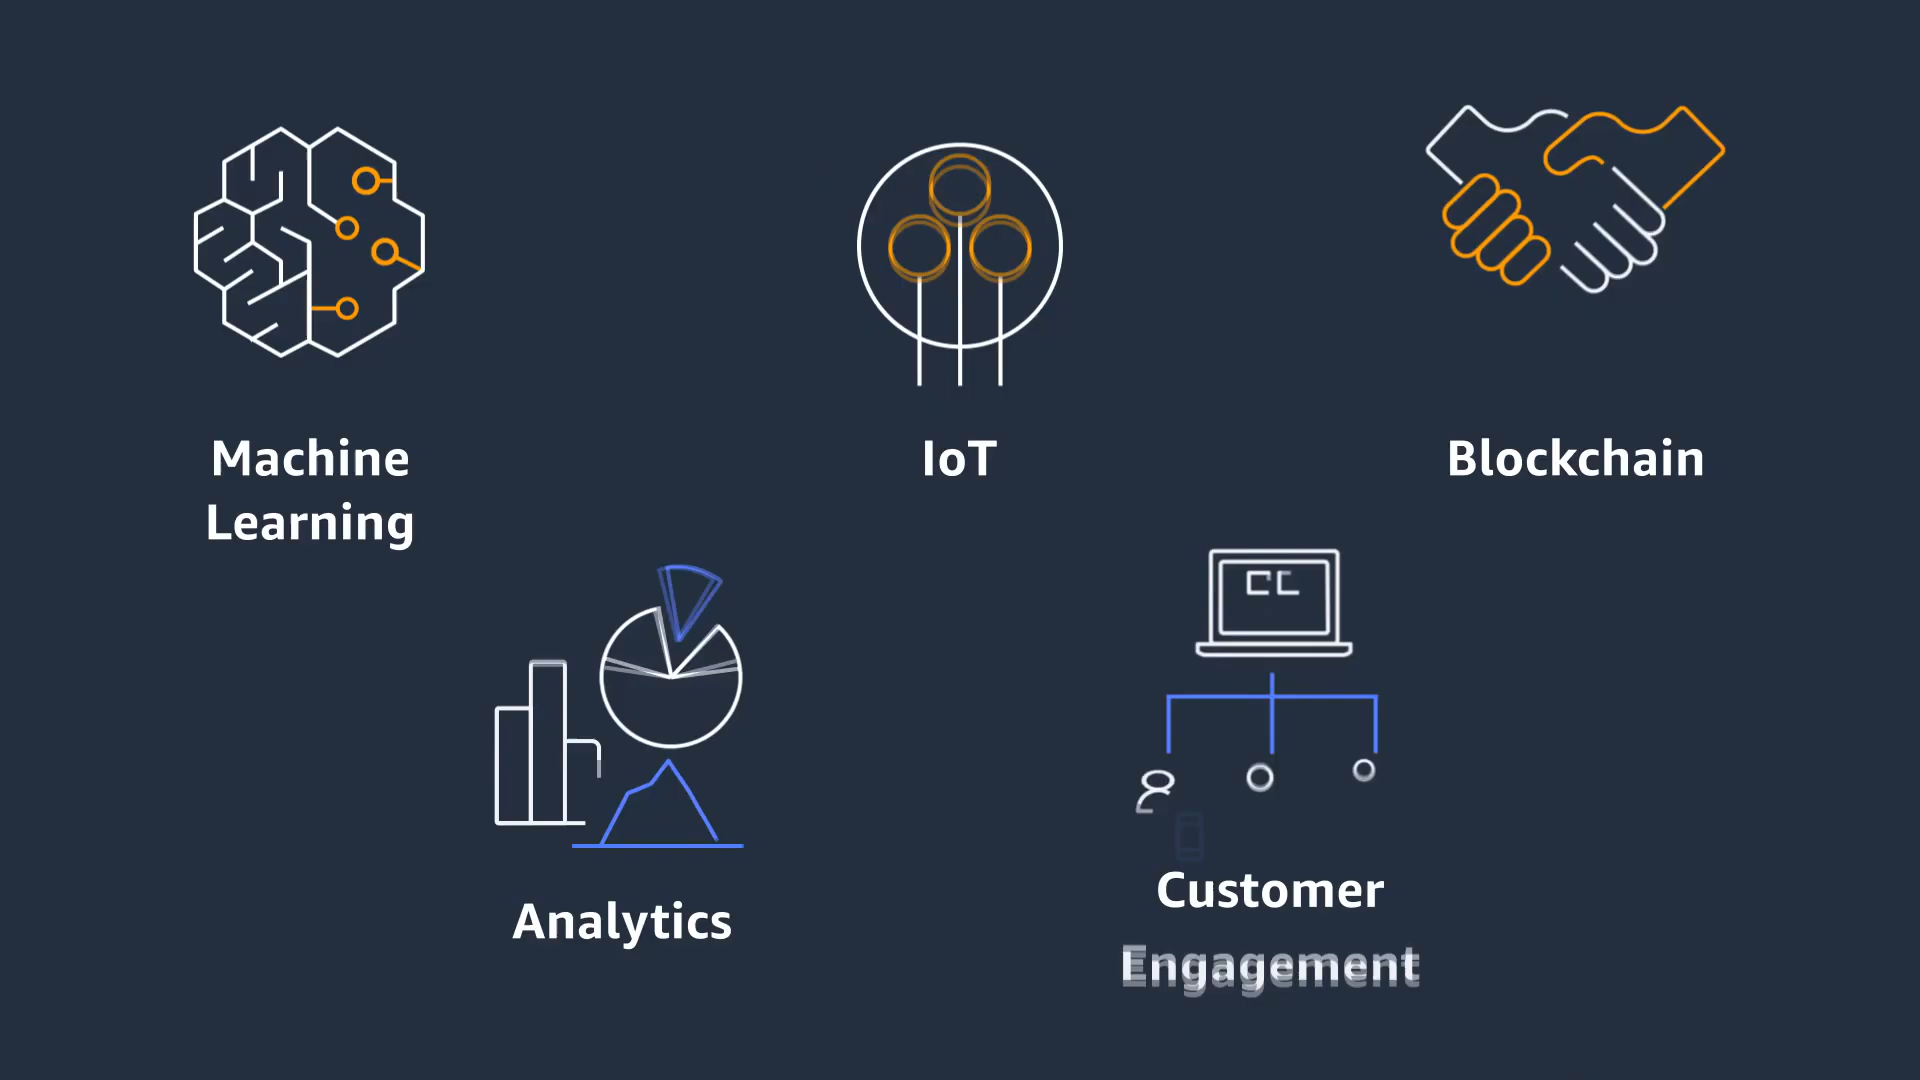 Machine
Learning
IoT
Blockchain
Analytics
Customer
Engagement